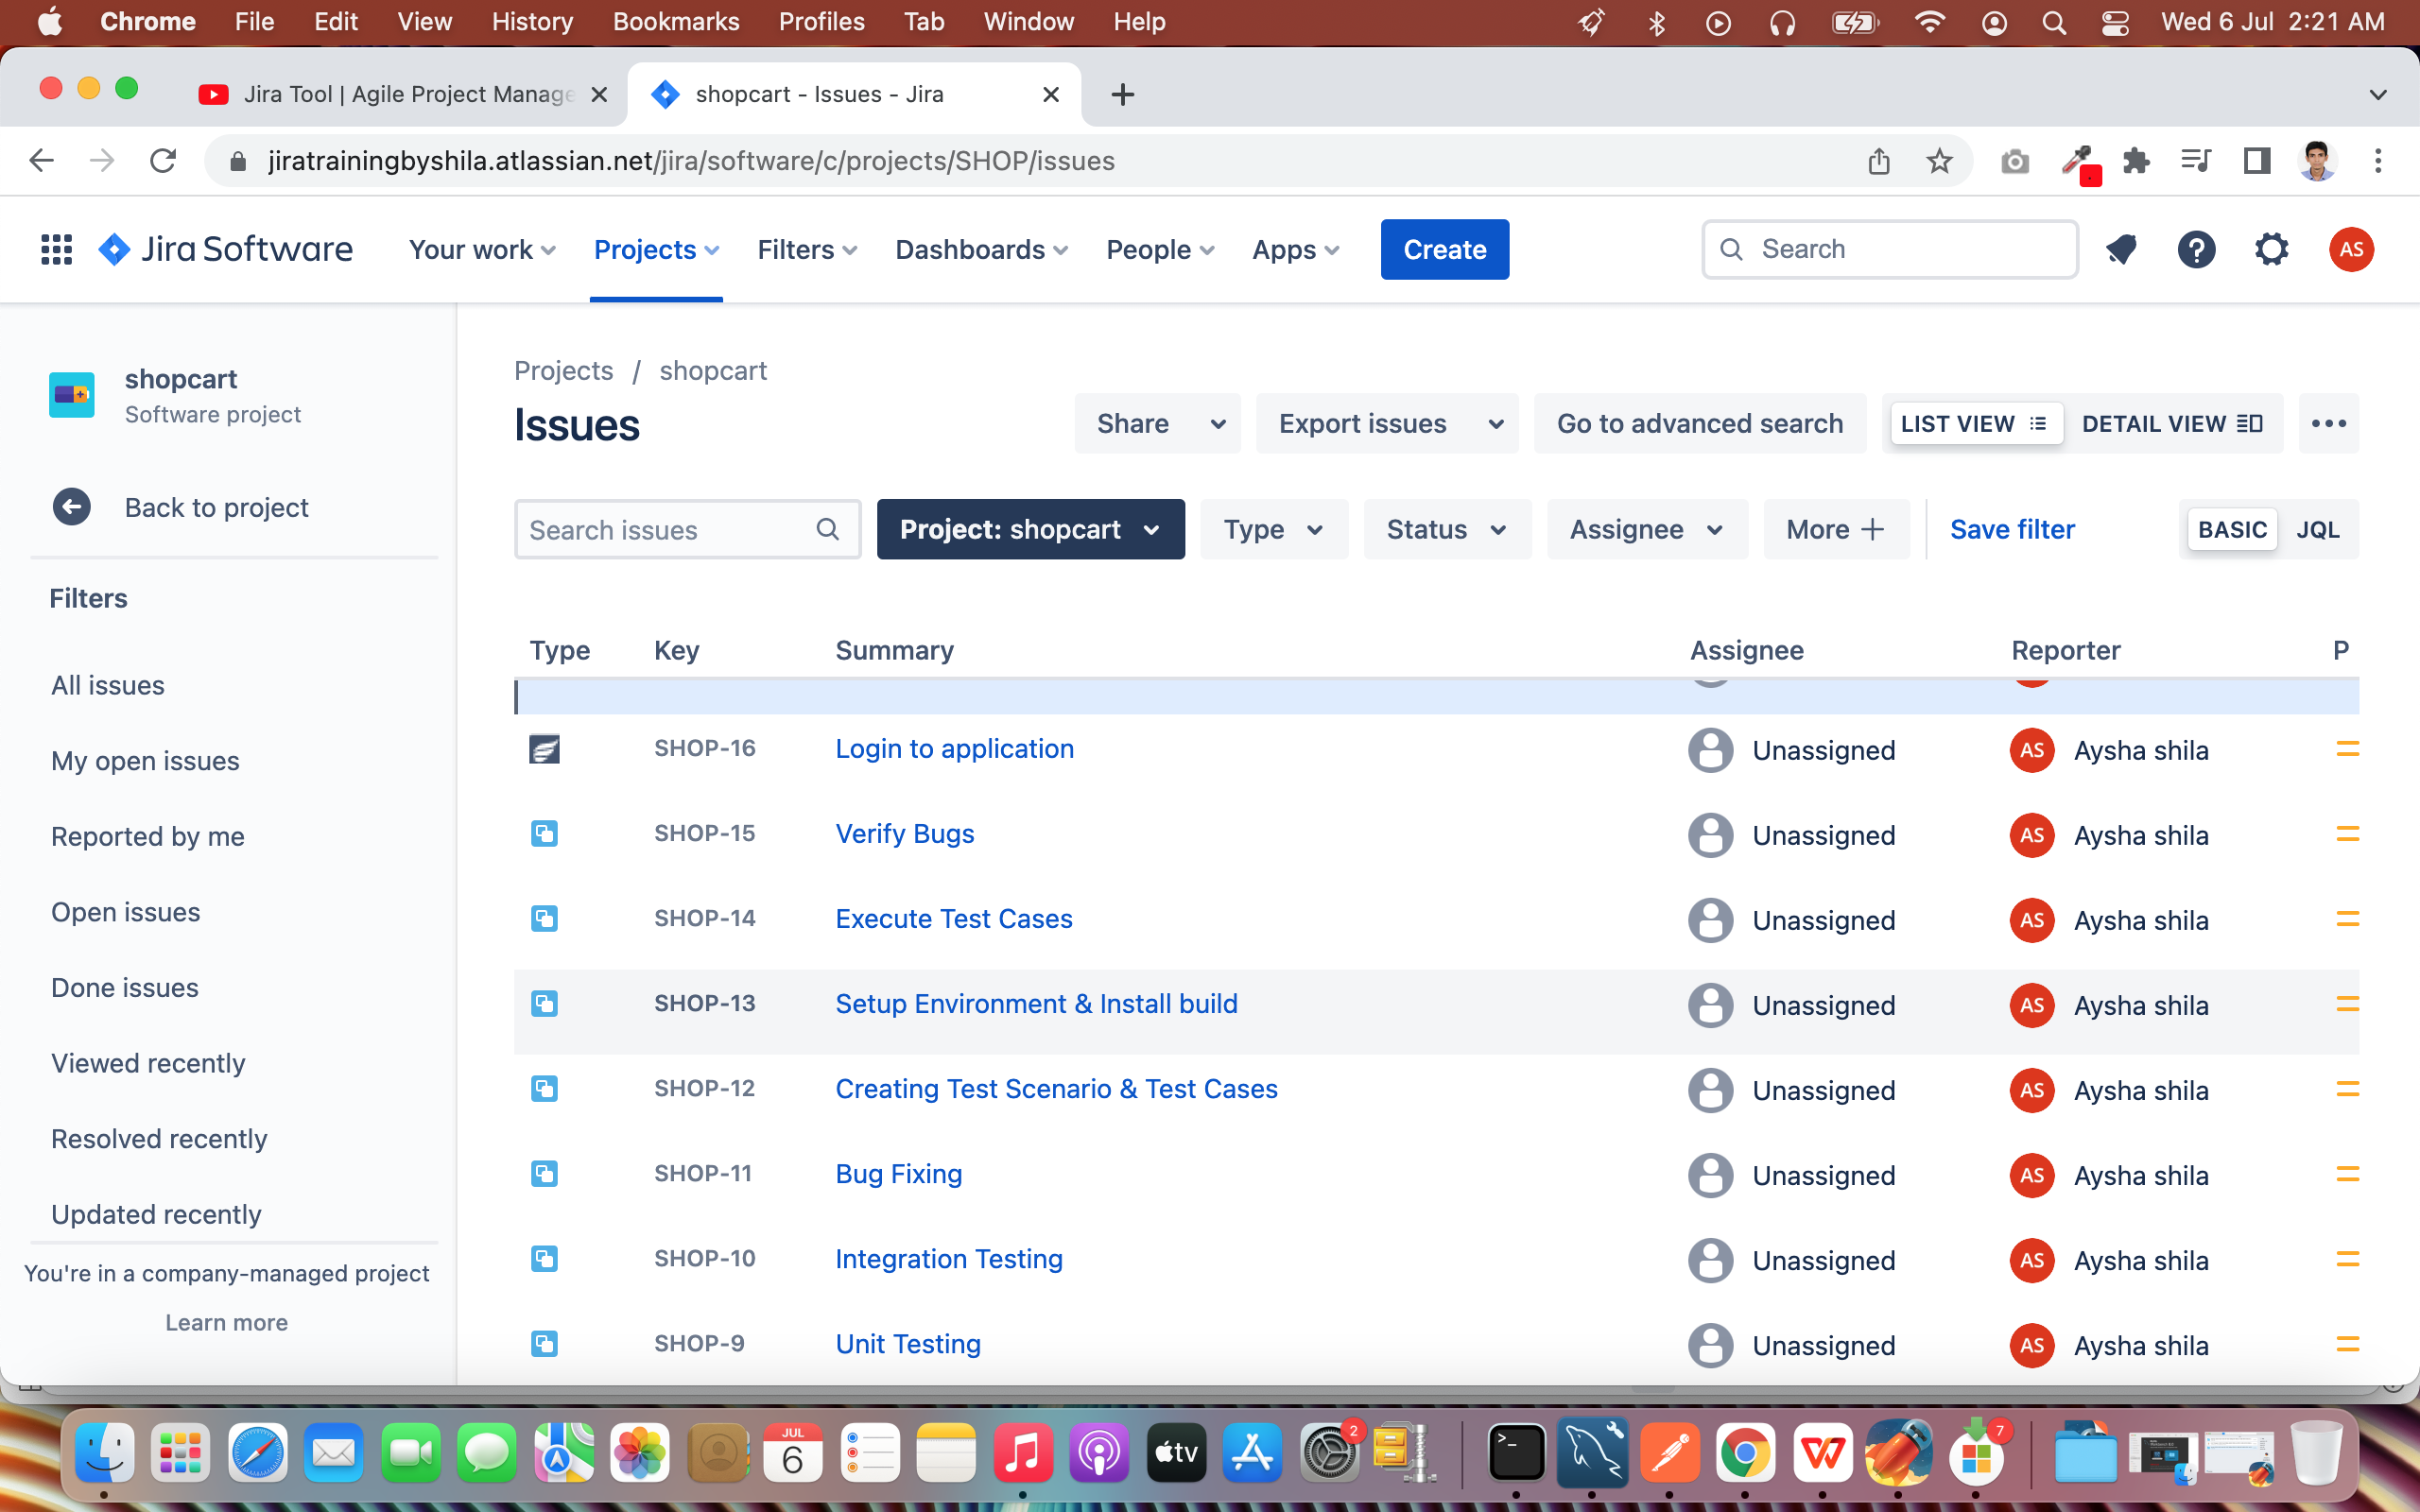 Chrome File Edit View History Bookmarks Profiles Tab Window Help Wed 6 Jul 2:21 AM
Jira Tool | Agile Project Manage shopcart - Issues - Jira
jiratrainingbyshila.atlassian.net/jira/software/c/projects/SHOP/issues
Jira Software Your work Projects Filters Dashboards People Apps Create Search AS
shopcart
Software project
Back to project
Filters
All issues
My open issues
Reported by me
Open issues
Done issues
Viewed recently
Resolved recently
Updated recently
You're in a company-managed project
Learn more
Projects / shopcart
Issues Share Export issues Go to advanced search LIST VIEW DETAIL VIEW
Search issues Project: shopcart Type Status Assignee More Save filter BASIC JQL
Type Key Summary Assignee Reporter P
SHOP-16 Login to application Unassigned AS Aysha shila
SHOP-15 Verify Bugs Unassigned AS Aysha shila
SHOP-14 Execute Test Cases Unassigned AS Aysha shila
SHOP-13 Setup Environment & Install build Unassigned AS Aysha shila
SHOP-12 Creating Test Scenario & Test Cases Unassigned AS Aysha shila
SHOP-11 Bug Fixing Unassigned AS Aysha shila
SHOP-10 Integration Testing Unassigned AS Aysha shila
SHOP-9 Unit Testing Unassigned AS Aysha shila
JUL 6 tv 2 7